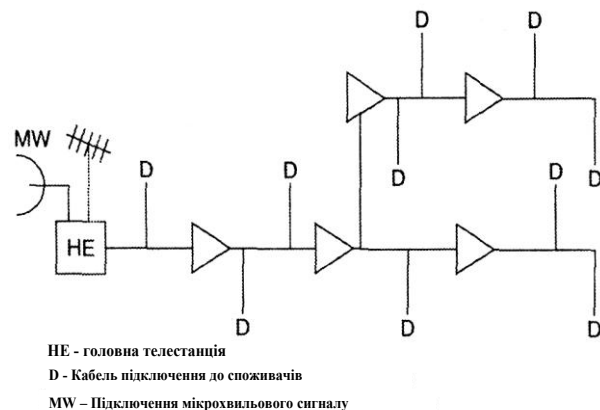 D
D
MW
D
D
D
D
D
HE
D
D
D
D
HE - головна телестанція
D - Кабель підключення до споживачів
MW – Підключення мікрохвильового сигналу